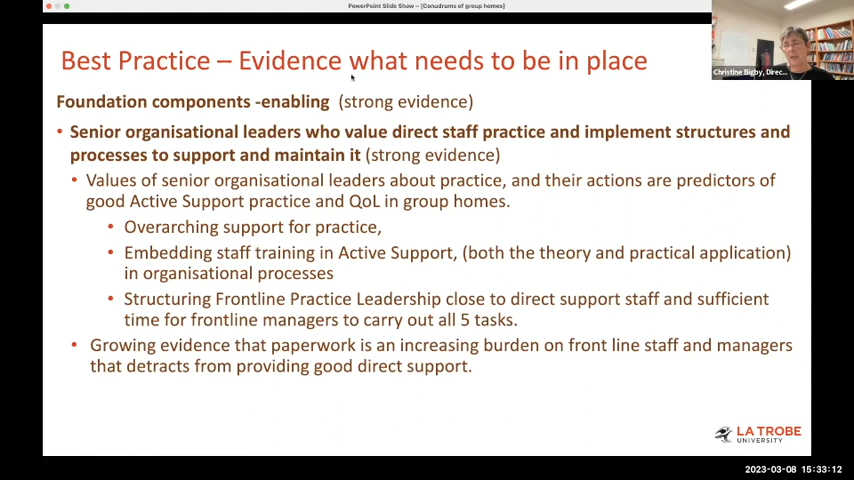 PowerPoint Slide Show - [Conudrums of group homes]
Christine Bigby, Direc...
Best Practice – Evidence what needs to be in place
Foundation components -enabling (strong evidence)
• Senior organisational leaders who value direct staff practice and implement structures and
processes to support and maintain it (strong evidence)
• Values of senior organisational leaders about practice, and their actions are predictors of
good Active Support practice and QoL in group homes.
• Overarching support for practice,
• Embedding staff training in Active Support, (both the theory and practical application)
in organisational processes
• Structuring Frontline Practice Leadership close to direct support staff and sufficient
time for frontline managers to carry out all 5 tasks.
• Growing evidence that paperwork is an increasing burden on front line staff and managers
that detracts from providing good direct support.
LA TROBE
UNIVERSITY
2023-03-08 15:33:12